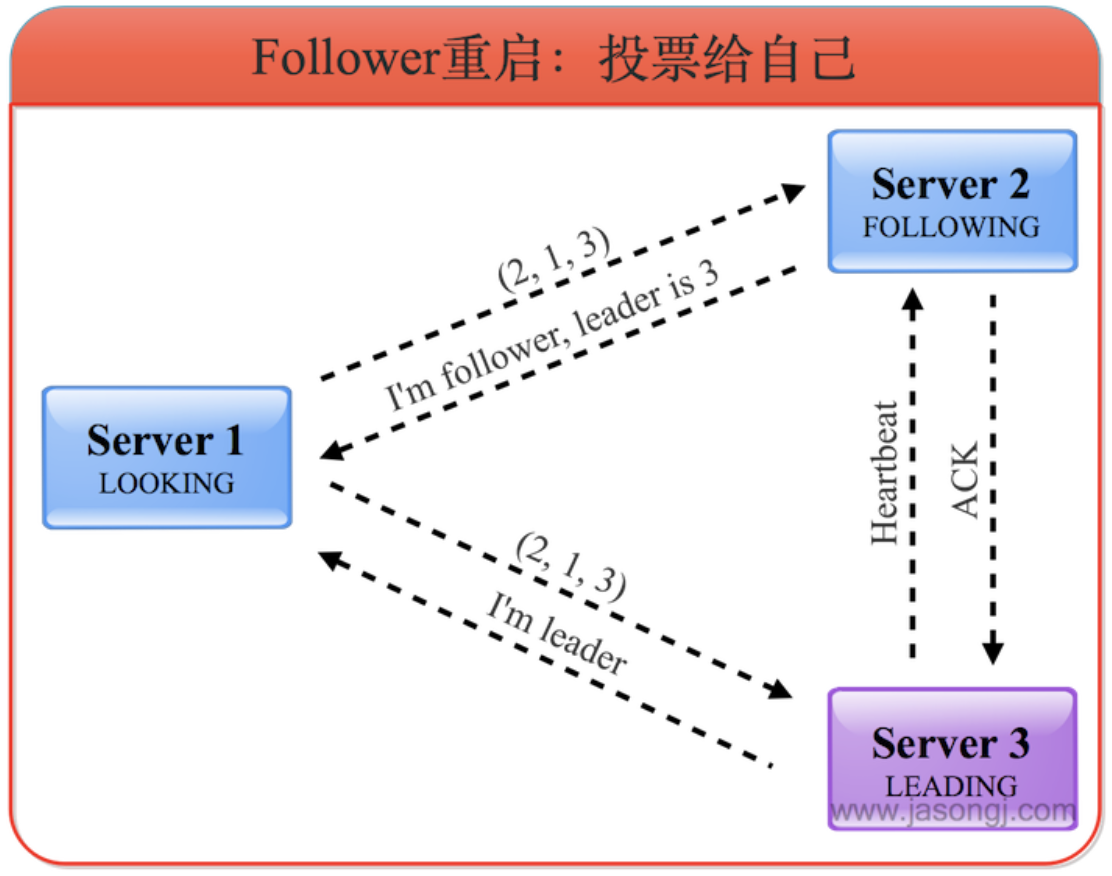 Follower重启：投票给自己
Server 2
FOLLOWING
(2, 1, 3)
I'm follower, leader is 3
Server 1
LOOKING
Heartbeat
ACK
(2, 1, 3)
I'm leader
Server 3
LEADING
www.jasongj.com